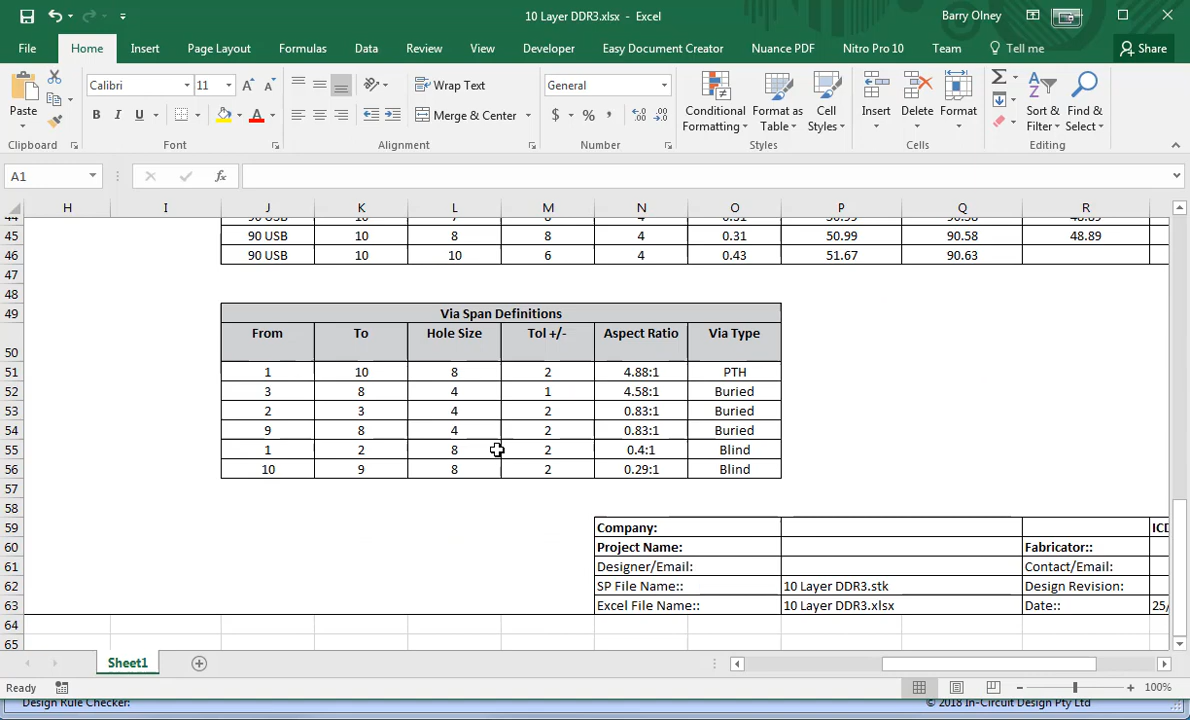 10 Layer DDR3.xlsx - Excel
Barry Olney
File Home Insert Page Layout Formulas Data Review View Developer Easy Document Creator Nuance PDF Nitro Pro 10 Team Tell me Share
Paste
Calibri 11
Wrap Text
General
B I U
Merge & Center
$ %
Conditional Formatting
Format as Table
Cell Styles
Insert
Delete
Format
Sort & Filter
Find & Select
Clipboard Font Alignment Number Styles Cells Editing
A1 fx
H I J K L M N O P Q R
45 90 USB 10 8 8 4 0.31 50.99 90.58 48.89
46 90 USB 10 10 6 4 0.43 51.67 90.63
47
48
49 Via Span Definitions
50 From To Hole Size Tol +/- Aspect Ratio Via Type
51 1 10 8 2 4.88:1 PTH
52 3 8 4 1 4.58:1 Buried
53 2 3 4 2 0.83:1 Buried
54 9 8 4 2 0.83:1 Buried
55 1 2 8 2 0.4:1 Blind
56 10 9 8 2 0.29:1 Blind
57
58
59 Company:
60 Project Name: Fabricator::
61 Designer/Email: Contact/Email:
62 SP File Name:: 10 Layer DDR3.stk Design Revision:
63 Excel File Name:: 10 Layer DDR3.xlsx Date:: 25/
64
65
Sheet1
Ready 100%
Design Rule Checker: © 2018 In-Circuit Design Pty Ltd